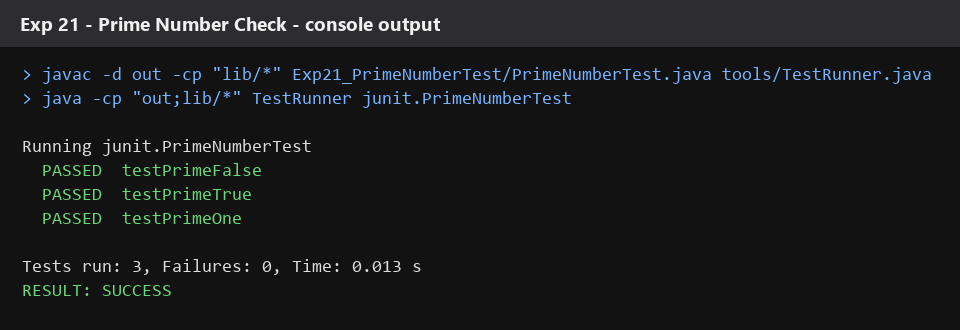 Exp 21 - Prime Number Check - console output
> javac -d out -cp "lib/*" Exp21_PrimeNumberTest/PrimeNumberTest.java tools/TestRunner.java
> java -cp "out;lib/*" TestRunner junit.PrimeNumberTest
Running junit.PrimeNumberTest
PASSED testPrimeFalse
PASSED testPrimeTrue
PASSED testPrimeOne
Tests run: 3, Failures: 0, Time: 0.013 s
RESULT: SUCCESS